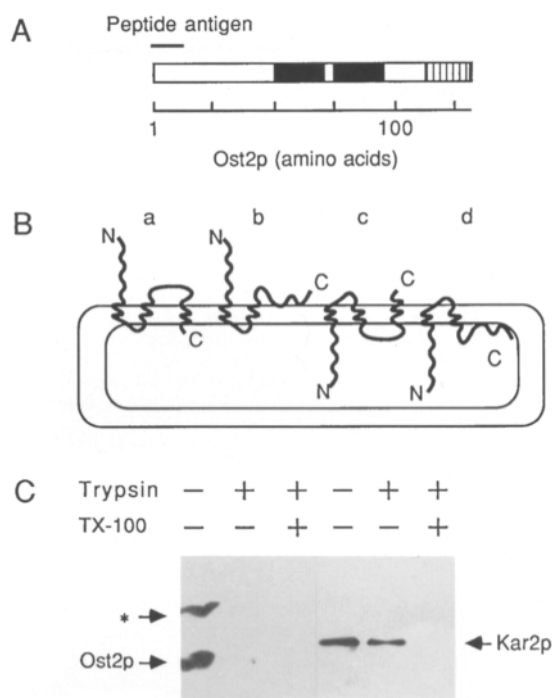 A
Peptide antigen
1 100
Ost2p (amino acids)
B
a b c d
N N C
C C
N N C
C
Trypsin − + + − + +
TX-100 − − + − − +
*
Ost2p Kar2p